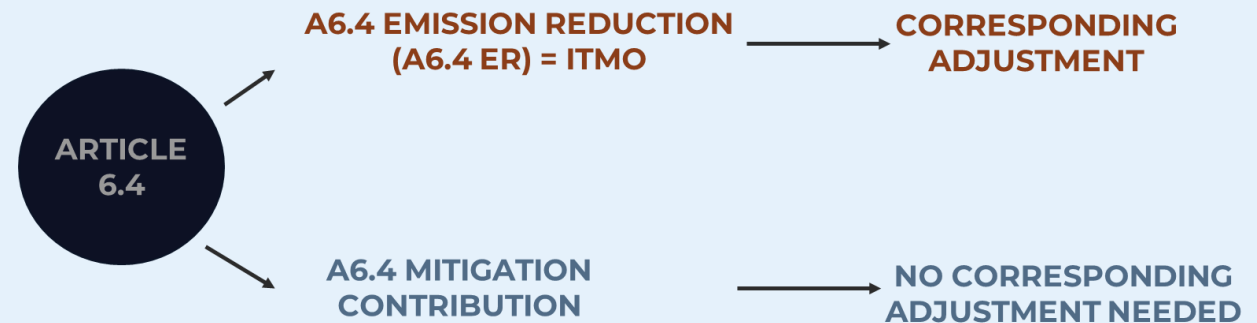 ARTICLE
6.4
A6.4 EMISSION REDUCTION
(A6.4 ER) = ITMO
CORRESPONDING
ADJUSTMENT
A6.4 MITIGATION
CONTRIBUTION
NO CORRESPONDING
ADJUSTMENT NEEDED